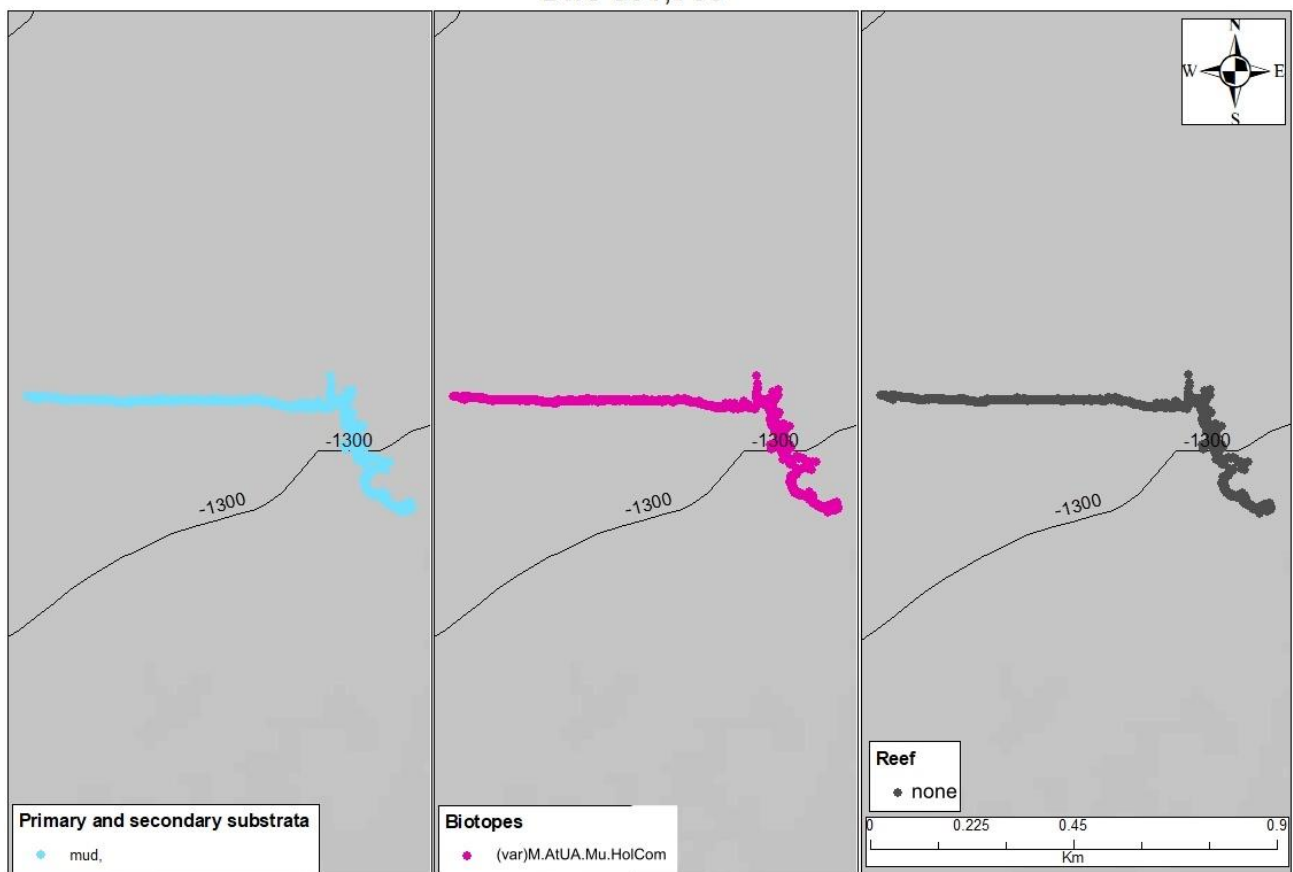 N
W E
S
-1300
-1300
-1300
-1300
-1300
-1300
Primary and secondary substrata
mud,
Biotopes
(var)M.AtUA.Mu.HolCom
Reef
none
0 0.225 0.45 0.9
Km